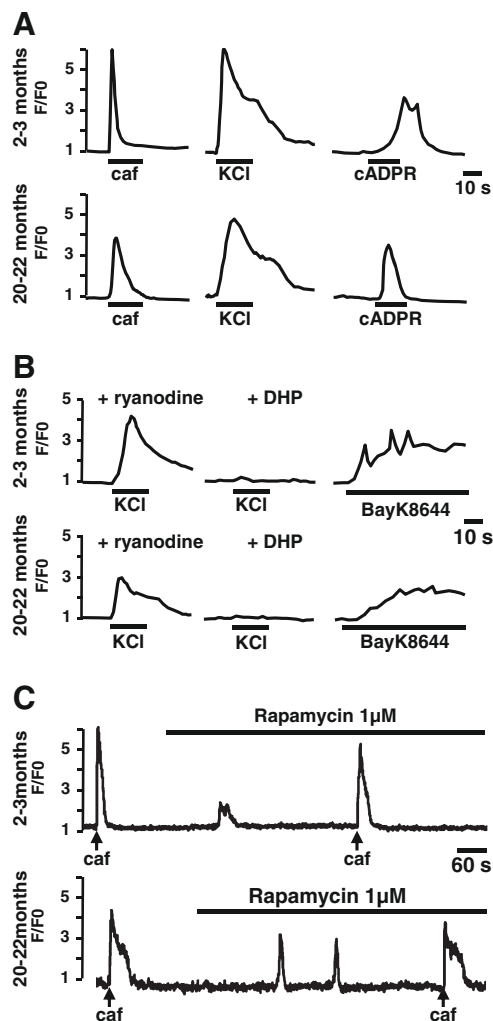 A
2-3 months
F/F0
5
3
1
caf
KCl
cADPR
10 s
20-22 months
F/F0
5
3
1
caf
KCl
cADPR
B
2-3 months
F/F0
5
3
1
+ ryanodine
+ DHP
KCl
KCl
BayK8644
10 s
20-22 months
F/F0
5
3
1
+ ryanodine
+ DHP
KCl
KCl
BayK8644
C
2-3months
F/F0
5
3
1
Rapamycin 1µM
caf
caf
60 s
20-22months
F/F0
5
3
1
Rapamycin 1µM
caf
caf